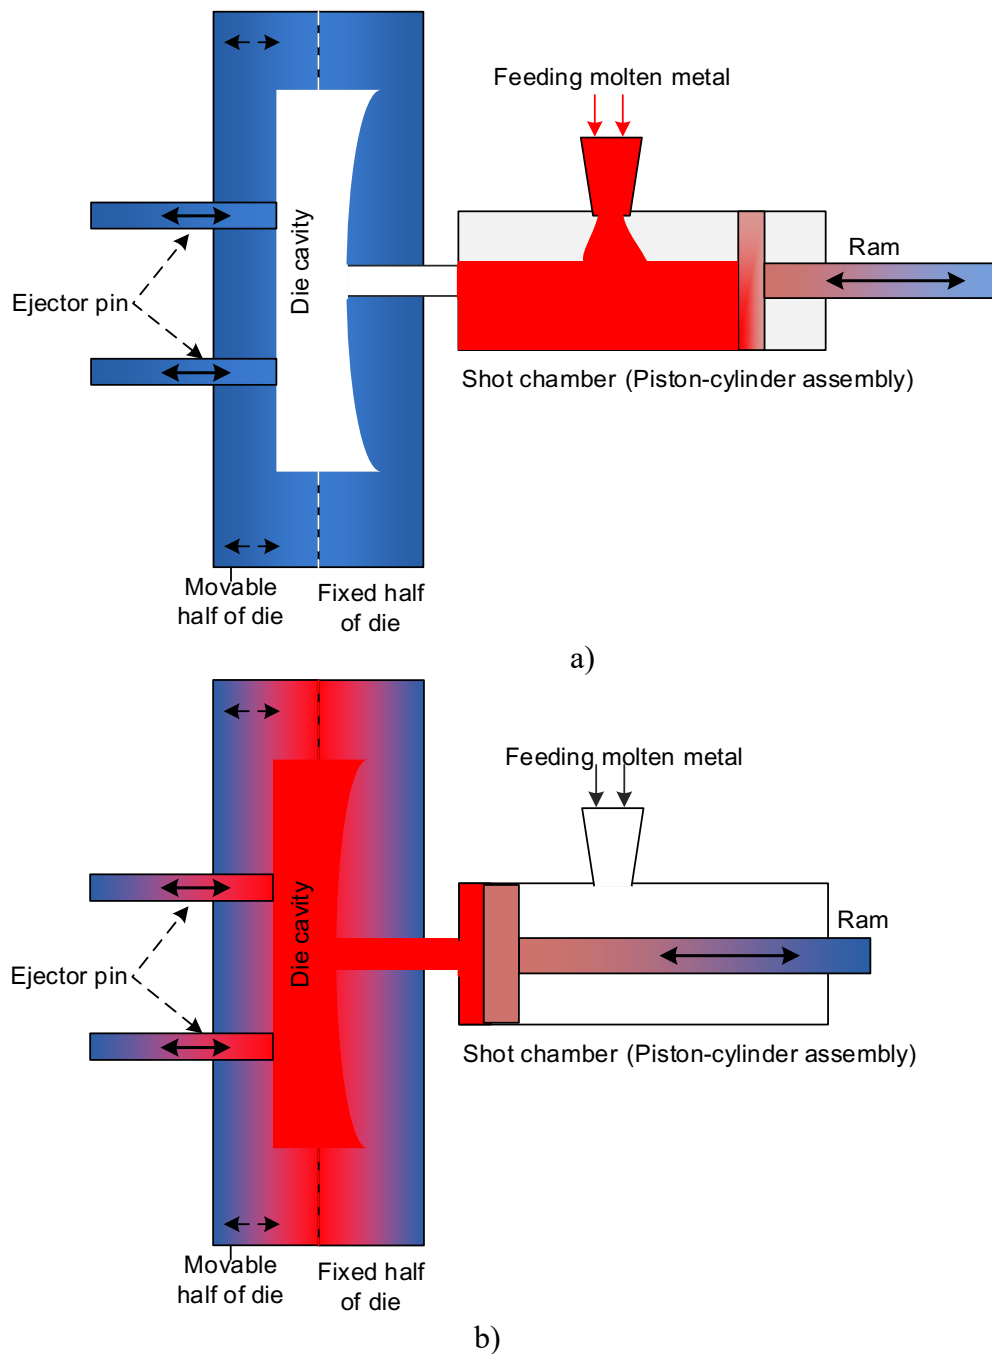 Feeding molten metal
Die cavity
Ram
Ejector pin
Shot chamber (Piston-cylinder assembly)
Movable
half of die
Fixed half
of die
a)
Feeding molten metal
Die cavity
Ram
Ejector pin
Shot chamber (Piston-cylinder assembly)
Movable
half of die
Fixed half
of die
b)